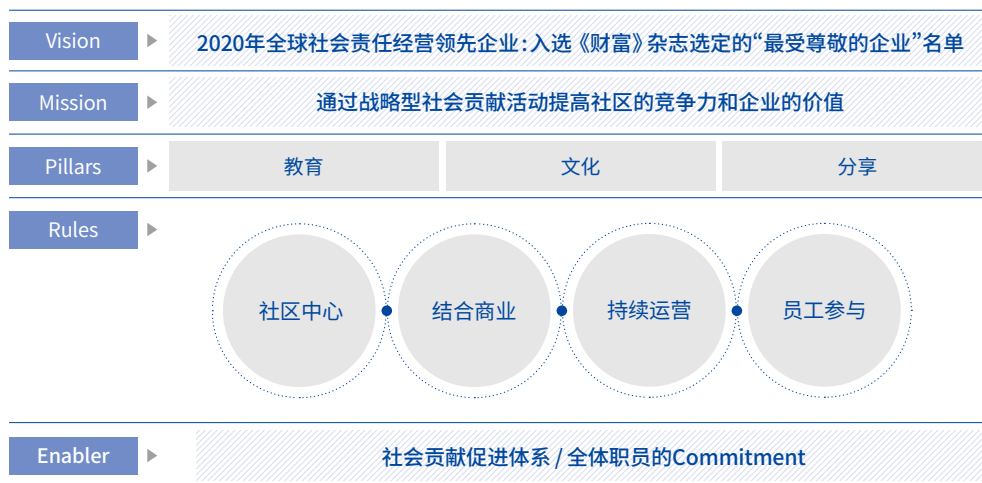 Vision
2020年全球社会责任经营领先企业:入选《财富》杂志选定的“最受尊敬的企业”名单
Mission
通过战略型社会贡献活动提高社区的竞争力和企业的价值
Pillars
教育
文化
分享
Rules
社区中心
结合商业
持续运营
员工参与
Enabler
社会贡献促进体系 / 全体职员的Commitment